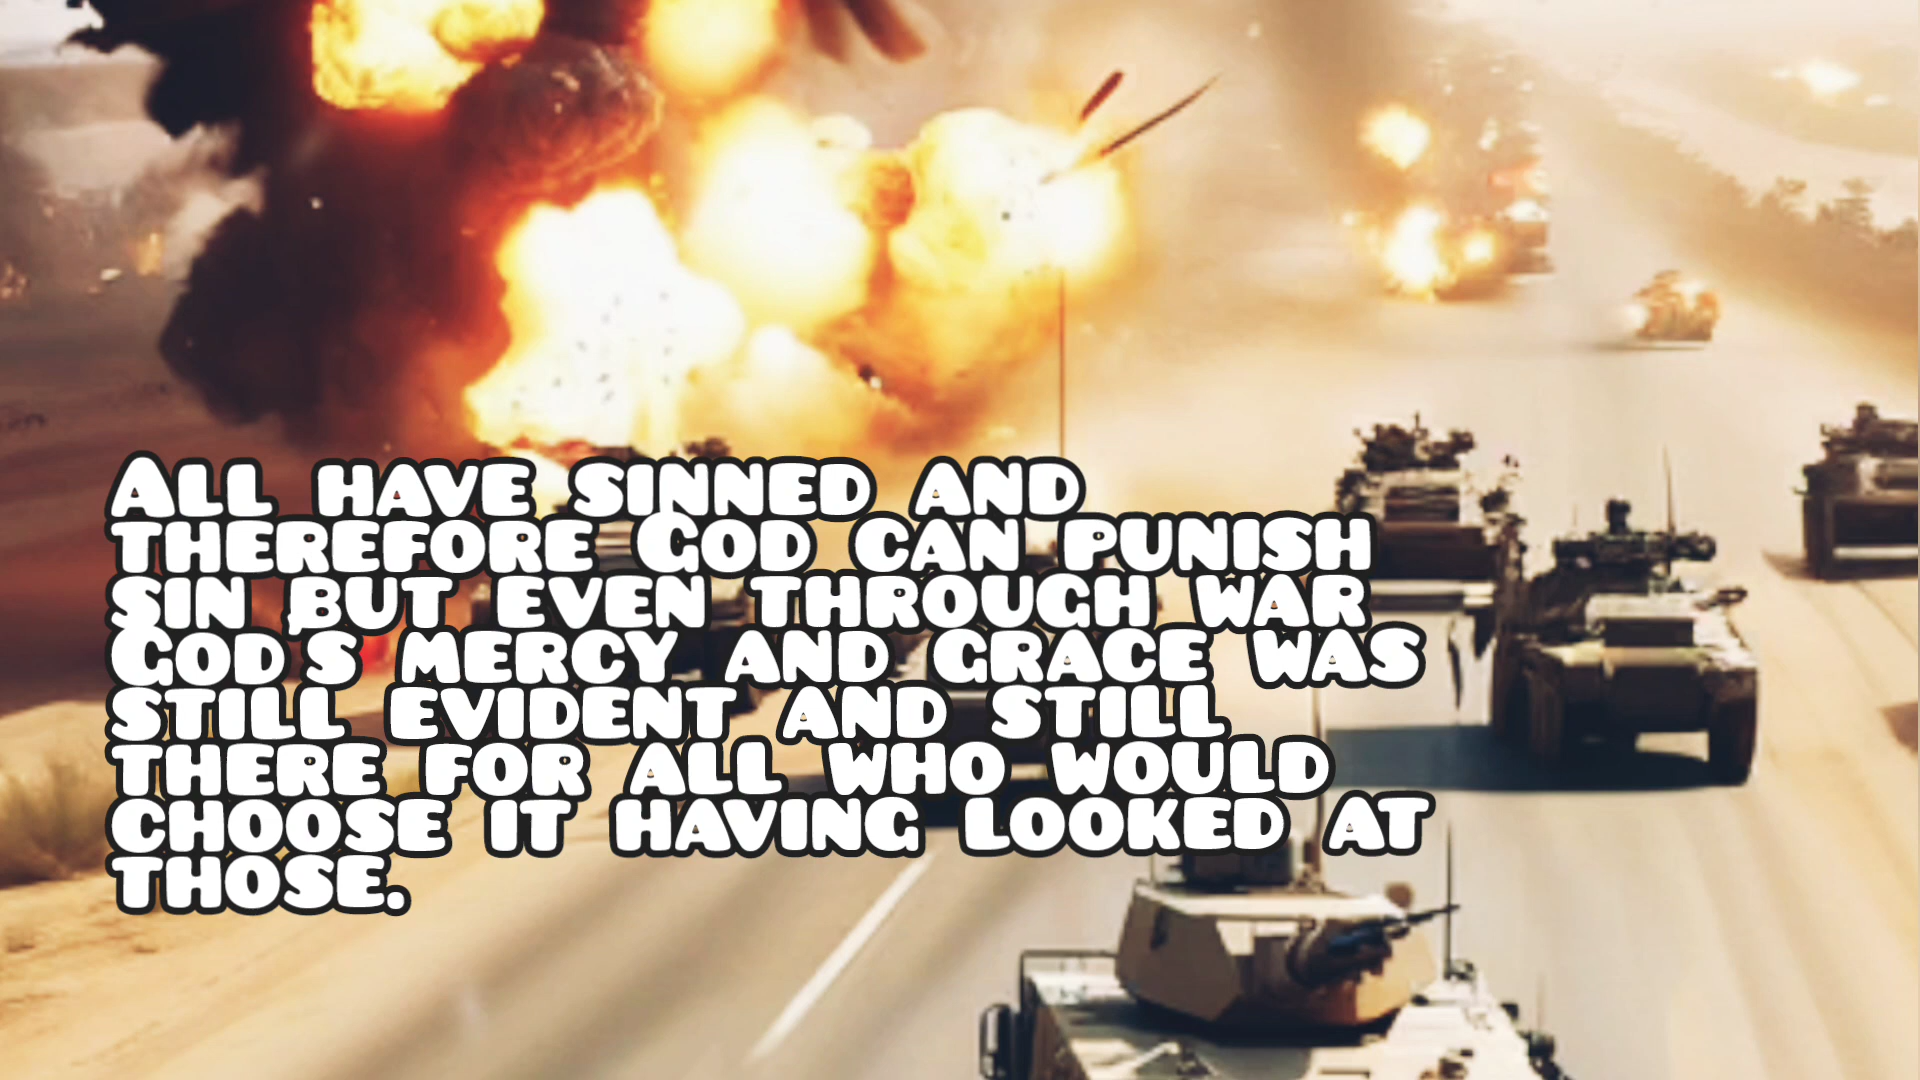 All have sinned and
therefore God can punish
sin but even through war
God's mercy and grace was
still evident and still
there for all who would
choose it having looked at
those.